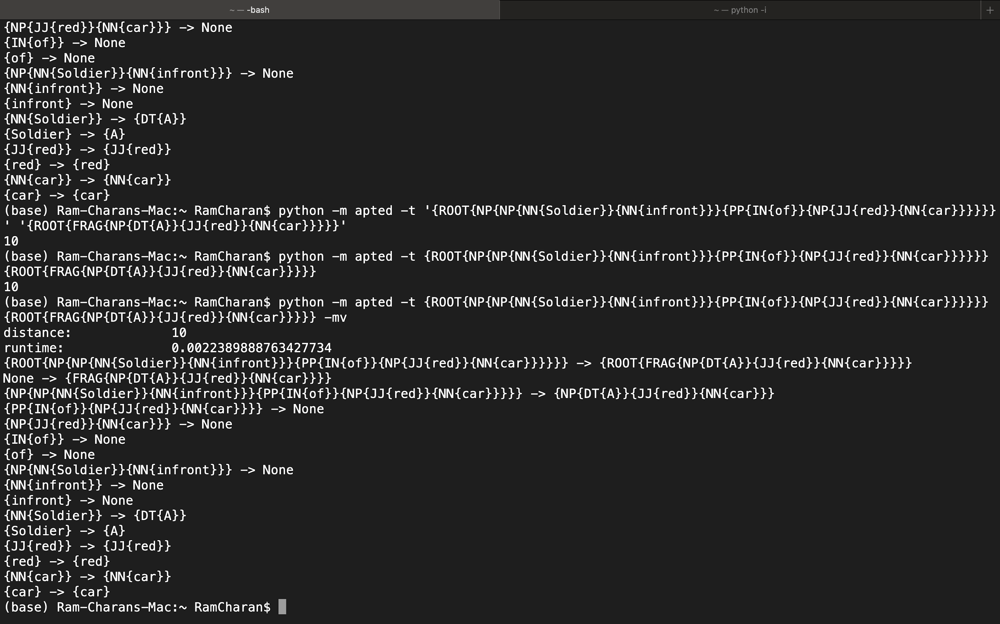 ~ — -bash
~ — python -i
+
{NP{JJ{red}}{NN{car}}} -> None
{IN{of}} -> None
{of} -> None
{NP{NN{Soldier}}{NN{infront}}} -> None
{NN{infront}} -> None
{infront} -> None
{NN{Soldier}} -> {DT{A}}
{Soldier} -> {A}
{JJ{red}} -> {JJ{red}}
{red} -> {red}
{NN{car}} -> {NN{car}}
{car} -> {car}
(base) Ram-Charans-Mac:~ RamCharan$ python -m apted -t '{ROOT{NP{NP{NN{Soldier}}{NN{infront}}}{PP{IN{of}}{NP{JJ{red}}{NN{car}}}}}}
' '{ROOT{FRAG{NP{DT{A}}{JJ{red}}{NN{car}}}}}'
10
(base) Ram-Charans-Mac:~ RamCharan$ python -m apted -t {ROOT{NP{NP{NN{Soldier}}{NN{infront}}}{PP{IN{of}}{NP{JJ{red}}{NN{car}}}}}}
{ROOT{FRAG{NP{DT{A}}{JJ{red}}{NN{car}}}}}
10
(base) Ram-Charans-Mac:~ RamCharan$ python -m apted -t {ROOT{NP{NP{NN{Soldier}}{NN{infront}}}{PP{IN{of}}{NP{JJ{red}}{NN{car}}}}}}
{ROOT{FRAG{NP{DT{A}}{JJ{red}}{NN{car}}}}} -mv
distance: 10
runtime: 0.0022389888763427734
{ROOT{NP{NP{NN{Soldier}}{NN{infront}}}{PP{IN{of}}{NP{JJ{red}}{NN{car}}}}}} -> {ROOT{FRAG{NP{DT{A}}{JJ{red}}{NN{car}}}}}
None -> {FRAG{NP{DT{A}}{JJ{red}}{NN{car}}}}
{NP{NP{NN{Soldier}}{NN{infront}}}{PP{IN{of}}{NP{JJ{red}}{NN{car}}}}} -> {NP{DT{A}}{JJ{red}}{NN{car}}}
{PP{IN{of}}{NP{JJ{red}}{NN{car}}}} -> None
{NP{JJ{red}}{NN{car}}} -> None
{IN{of}} -> None
{of} -> None
{NP{NN{Soldier}}{NN{infront}}} -> None
{NN{infront}} -> None
{infront} -> None
{NN{Soldier}} -> {DT{A}}
{Soldier} -> {A}
{JJ{red}} -> {JJ{red}}
{red} -> {red}
{NN{car}} -> {NN{car}}
{car} -> {car}
(base) Ram-Charans-Mac:~ RamCharan$